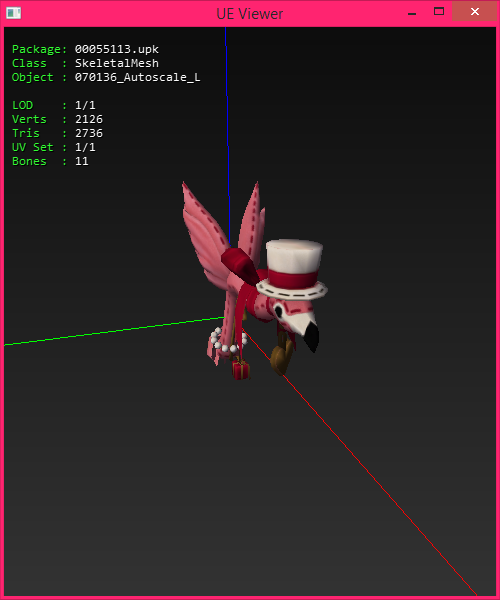 UE Viewer
Package: 00055113.upk
Class  : SkeletalMesh
Object : 070136_Autoscale_L
LOD    : 1/1
Verts  : 2126
Tris   : 2736
UV Set : 1/1
Bones  : 11